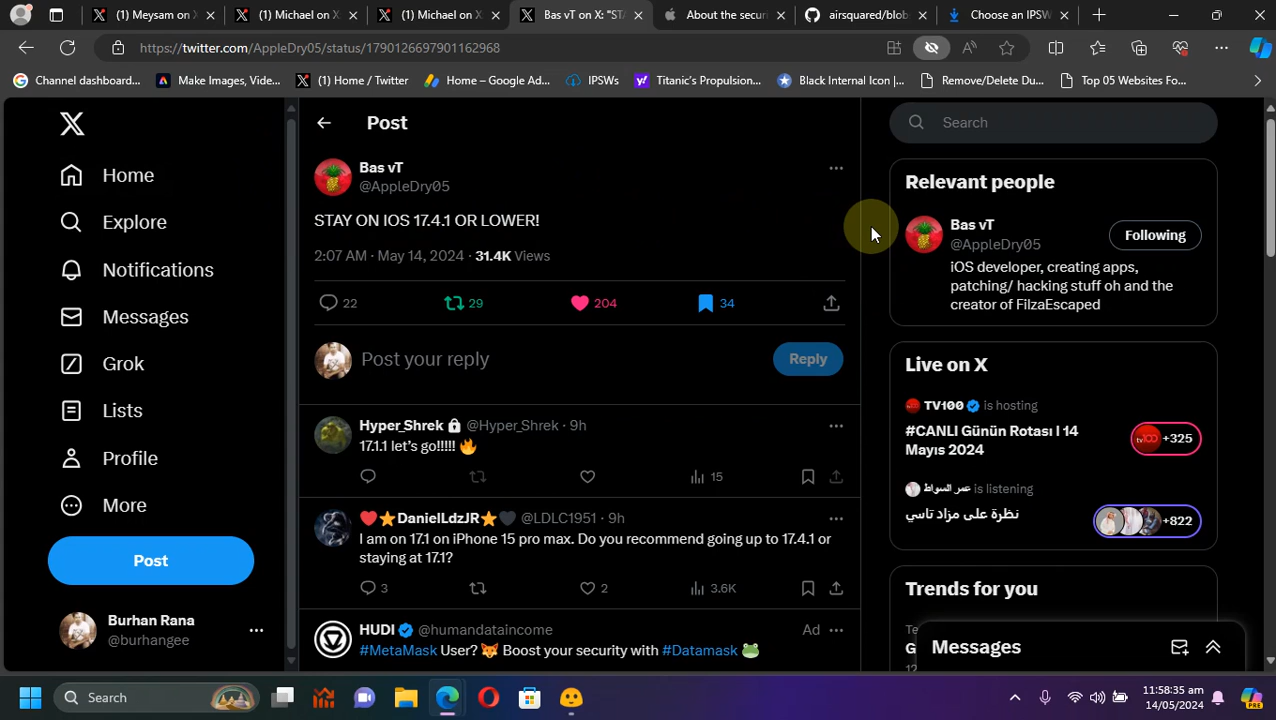 (1) Meysam on X
(1) Michael on X
(1) Michael on X
Bas vT on X: "STA
About the secur
airsquared/blob
Choose an IPSW
https://twitter.com/AppleDry05/status/1790126697901162968
Channel dashboard...
Make Images, Vide...
(1) Home / Twitter
Home – Google Ad...
IPSWs
Titanic's Propulsion...
Black Internal Icon |...
Remove/Delete Du...
Top 05 Websites Fo...
Home
Explore
Notifications
Messages
Grok
Lists
Profile
More
Post
Burhan Rana
@burhangee
Post
Bas vT
@AppleDry05
STAY ON IOS 17.4.1 OR LOWER!
2:07 AM · May 14, 2024 · 31.4K Views
22 29 204 34
Post your reply
Reply
Hyper_Shrek @Hyper_Shrek · 9h
17.1.1 let's go!!!!! 🔥
15
❤️⭐DanielLdzJR⭐🖤 @LDLC1951 · 9h
I am on 17.1 on iPhone 15 pro max. Do you recommend going up to 17.4.1 or
staying at 17.1?
3 2 3.6K
HUDI @humandataincome Ad
#MetaMask User? 🦊 Boost your security with #Datamask 🐸
Search
Relevant people
Bas vT
@AppleDry05
Following
iOS developer, creating apps,
patching/ hacking stuff oh and the
creator of FilzaEscaped
Live on X
TV100 is hosting
#CANLI Günün Rotası I 14
Mayıs 2024
+325
عمر السواط is listening
نظرة على مزاد تاسي
+822
Trends for you
Messages
Search
11:58:35 am
14/05/2024